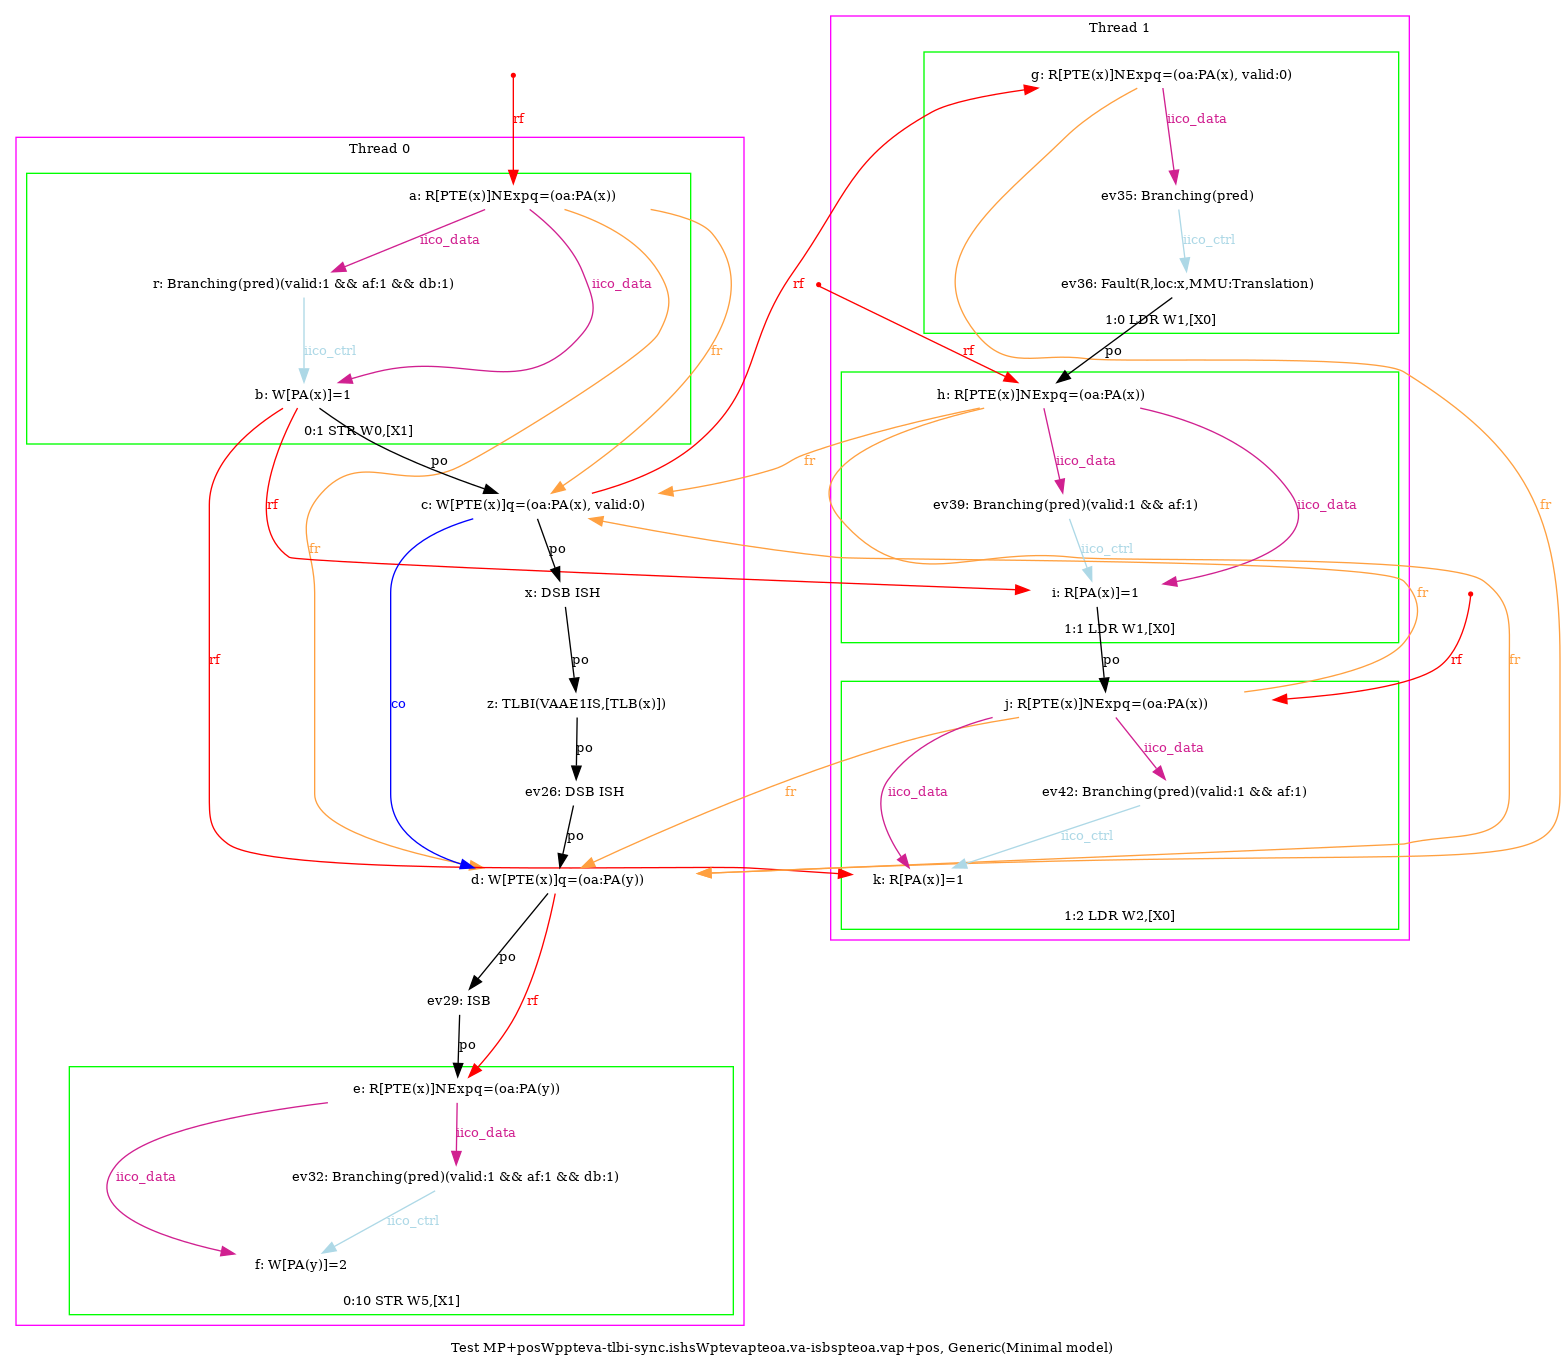 Thread 1
g: R[PTE(x)]NExpq=(oa:PA(x), valid:0)
rf
iico_data
Thread 0
a: R[PTE(x)]NExpq=(oa:PA(x))
ev35: Branching(pred)
iico_data
iico_ctrl
r: Branching(pred)(valid:1 && af:1 && db:1)
iico_data
rf
ev36: Fault(R,loc:x,MMU:Translation)
1:0 LDR W1,[X0]
iico_ctrl
fr
rf
po
b: W[PA(x)]=1
h: R[PTE(x)]NExpq=(oa:PA(x))
0:1 STR W0,[X1]
po
fr
iico_data
rf
c: W[PTE(x)]q=(oa:PA(x), valid:0)
ev39: Branching(pred)(valid:1 && af:1)
iico_data
fr
fr
po
iico_ctrl
x: DSB ISH
i: R[PA(x)]=1
fr
1:1 LDR W1,[X0]
rf
po
po
rf
fr
co
z: TLBI(VAAE1IS,[TLB(x)])
j: R[PTE(x)]NExpq=(oa:PA(x))
po
iico_data
ev26: DSB ISH
fr
iico_data
ev42: Branching(pred)(valid:1 && af:1)
po
iico_ctrl
d: W[PTE(x)]q=(oa:PA(y))
k: R[PA(x)]=1
1:2 LDR W2,[X0]
po
ev29: ISB
rf
po
e: R[PTE(x)]NExpq=(oa:PA(y))
iico_data
iico_data
ev32: Branching(pred)(valid:1 && af:1 && db:1)
iico_ctrl
f: W[PA(y)]=2
0:10 STR W5,[X1]
Test MP+posWppteva-tlbi-sync.ishsWptevapteoa.va-isbspteoa.vap+pos, Generic(Minimal model)